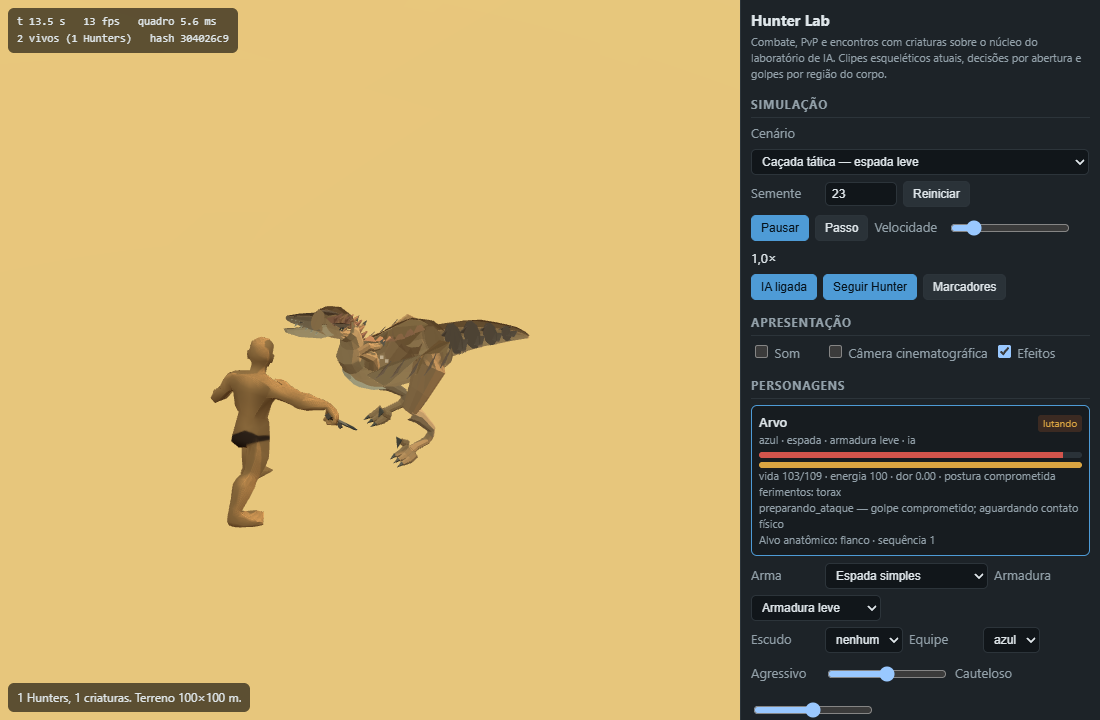 t 13.5 s 13 fps quadro 5.6 ms
2 vivos (1 Hunters) hash 304026c9
1 Hunters, 1 criaturas. Terreno 100×100 m.
Hunter Lab
Combate, PvP e encontros com criaturas sobre o núcleo do
laboratório de IA. Clipes esqueléticos atuais, decisões por abertura e
golpes por região do corpo.
SIMULAÇÃO
Cenário
Caçada tática — espada leve
Semente 23 Reiniciar
Pausar Passo Velocidade
1,0×
IA ligada Seguir Hunter Marcadores
APRESENTAÇÃO
Som Câmera cinematográfica Efeitos
PERSONAGENS
Arvo lutando
azul · espada · armadura leve · ia
vida 103/109 · energia 100 · dor 0.00 · postura comprometida
ferimentos: torax
preparando_ataque — golpe comprometido; aguardando contato
físico
Alvo anatômico: flanco · sequência 1
Arma Espada simples Armadura
Armadura leve
Escudo nenhum Equipe azul
Agressivo Cauteloso